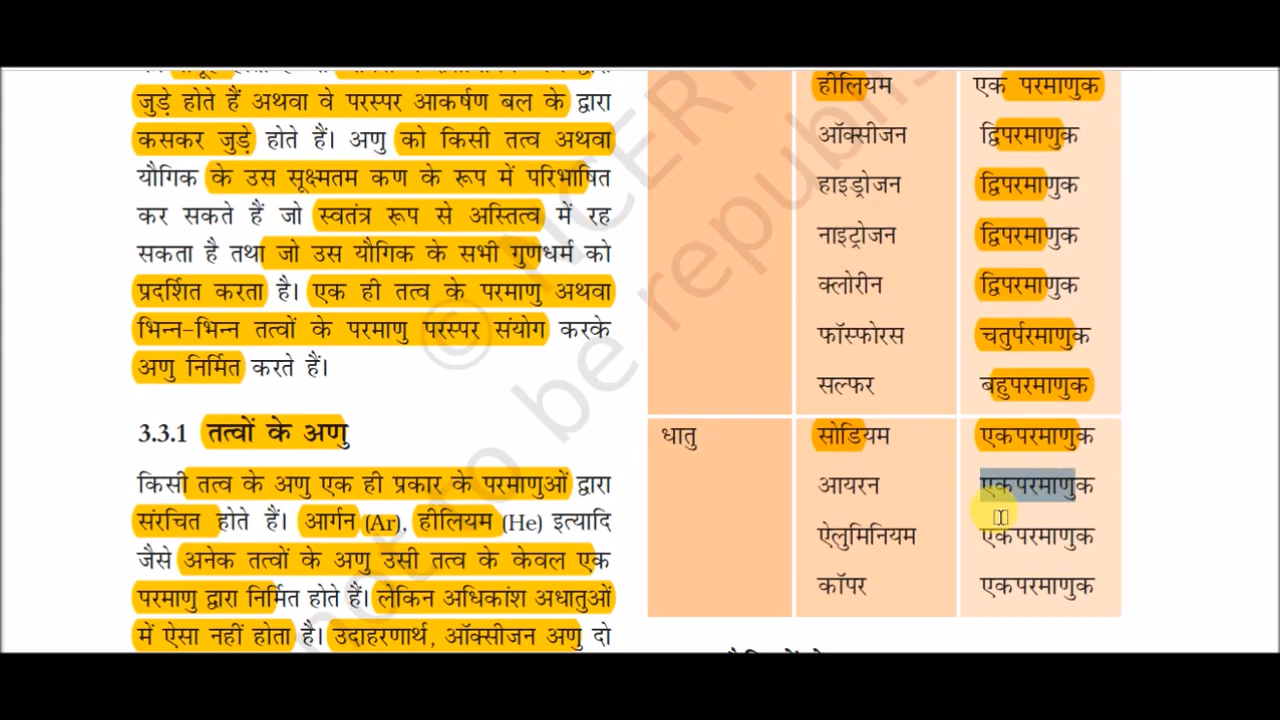 जुड़े होते हैं अथवा वे परस्पर आकर्षण बल के द्वारा
कसकर जुड़े होते हैं। अणु को किसी तत्व अथवा
यौगिक के उस सूक्ष्मतम कण के रूप में परिभाषित
कर सकते हैं जो स्वतंत्र रूप से अस्तित्व में रह
सकता है तथा जो उस यौगिक के सभी गुणधर्म को
प्रदर्शित करता है। एक ही तत्व के परमाणु अथवा
भिन्न-भिन्न तत्वों के परमाणु परस्पर संयोग करके
अणु निर्मित करते हैं।
3.3.1 तत्वों के अणु
किसी तत्व के अणु एक ही प्रकार के परमाणुओं द्वारा
संरचित होते हैं। आर्गन (Ar), हीलियम (He) इत्यादि
जैसे अनेक तत्वों के अणु उसी तत्व के केवल एक
परमाणु द्वारा निर्मित होते हैं। लेकिन अधिकांश अधातुओं
में ऐसा नहीं होता है। उदाहरणार्थ, ऑक्सीजन अणु दो
हीलियम एक परमाणुक
ऑक्सीजन द्विपरमाणुक
हाइड्रोजन द्विपरमाणुक
नाइट्रोजन द्विपरमाणुक
क्लोरीन द्विपरमाणुक
फॉस्फोरस चतुर्परमाणुक
सल्फर बहुपरमाणुक
धातु सोडियम एकपरमाणुक
आयरन एकपरमाणुक
ऐलुमिनियम एकपरमाणुक
कॉपर एकपरमाणुक
© NCERT
not to be republis